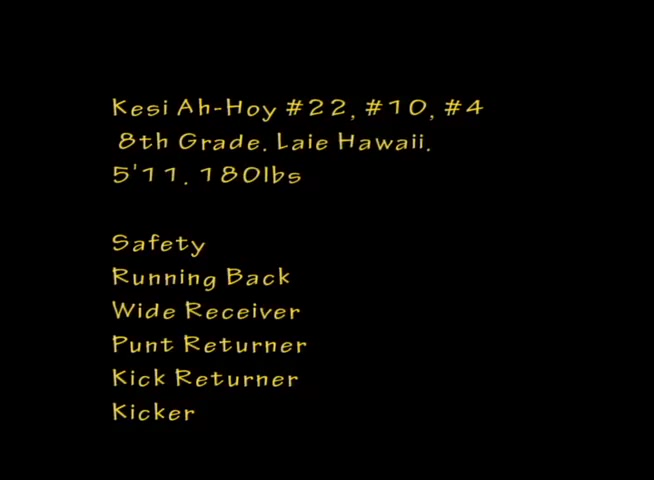 Kesi Ah-Hoy #22, #10, #4
8th Grade. Laie Hawaii.
5'11. 180lbs
Safety
Running Back
Wide Receiver
Punt Returner
Kick Returner
Kicker